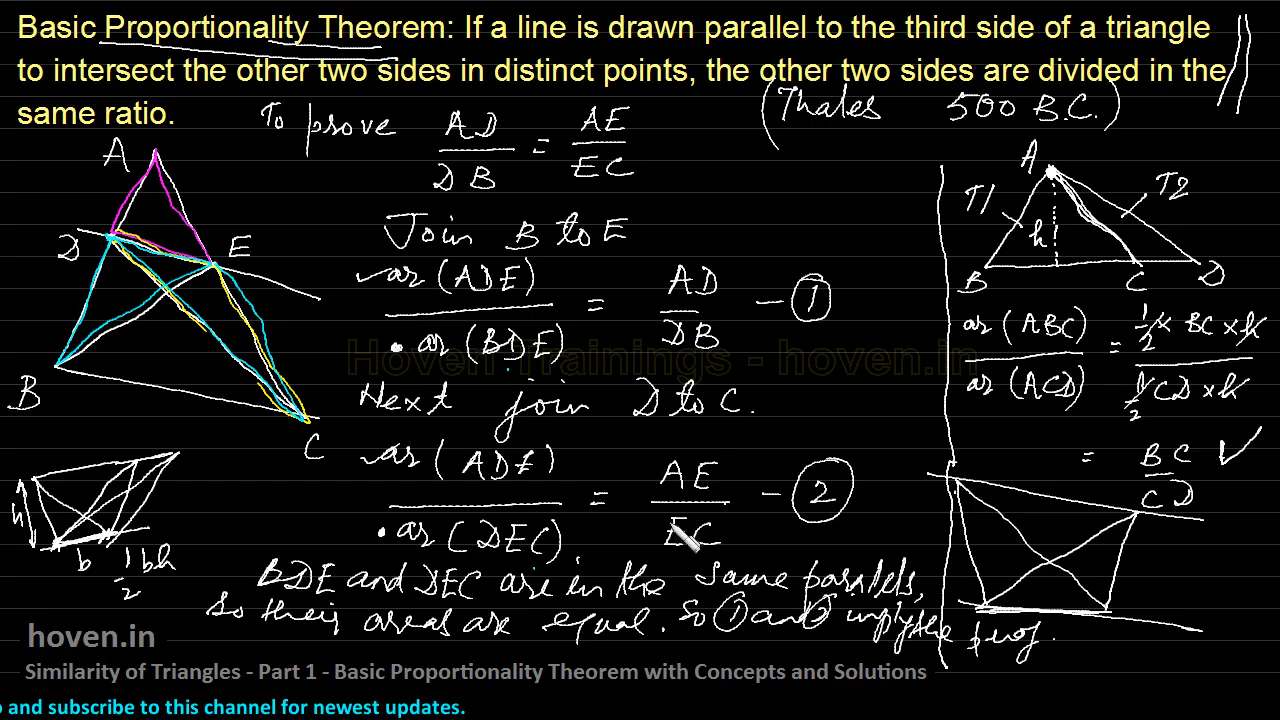 Basic Proportionality Theorem: If a line is drawn parallel to the third side of a triangle
to intersect the other two sides in distinct points, the other two sides are divided in the
same ratio.
(Thales 500 B.C.)
To prove AD/DB = AE/EC
A
D
E
B
C
Join B to E
ar (ADE) / ar (BDE) = AD/DB - 1
Next join D to C.
ar (ADE) / ar (DEC) = AE/EC - 2
BDE and DEC are in the same parallels,
So their areas are equal. So 1 and 2 imply the proof.
h
b
1/2 bh
A
T1
T2
h
B
C
D
ar (ABC) / ar (ACD) = 1/2 x BC x h / 1/2 CD x h
= BC/CD
Hoven Trainings - hoven.in
hoven.in
Similarity of Triangles - Part 1 - Basic Proportionality Theorem with Concepts and Solutions
and subscribe to this channel for newest updates.